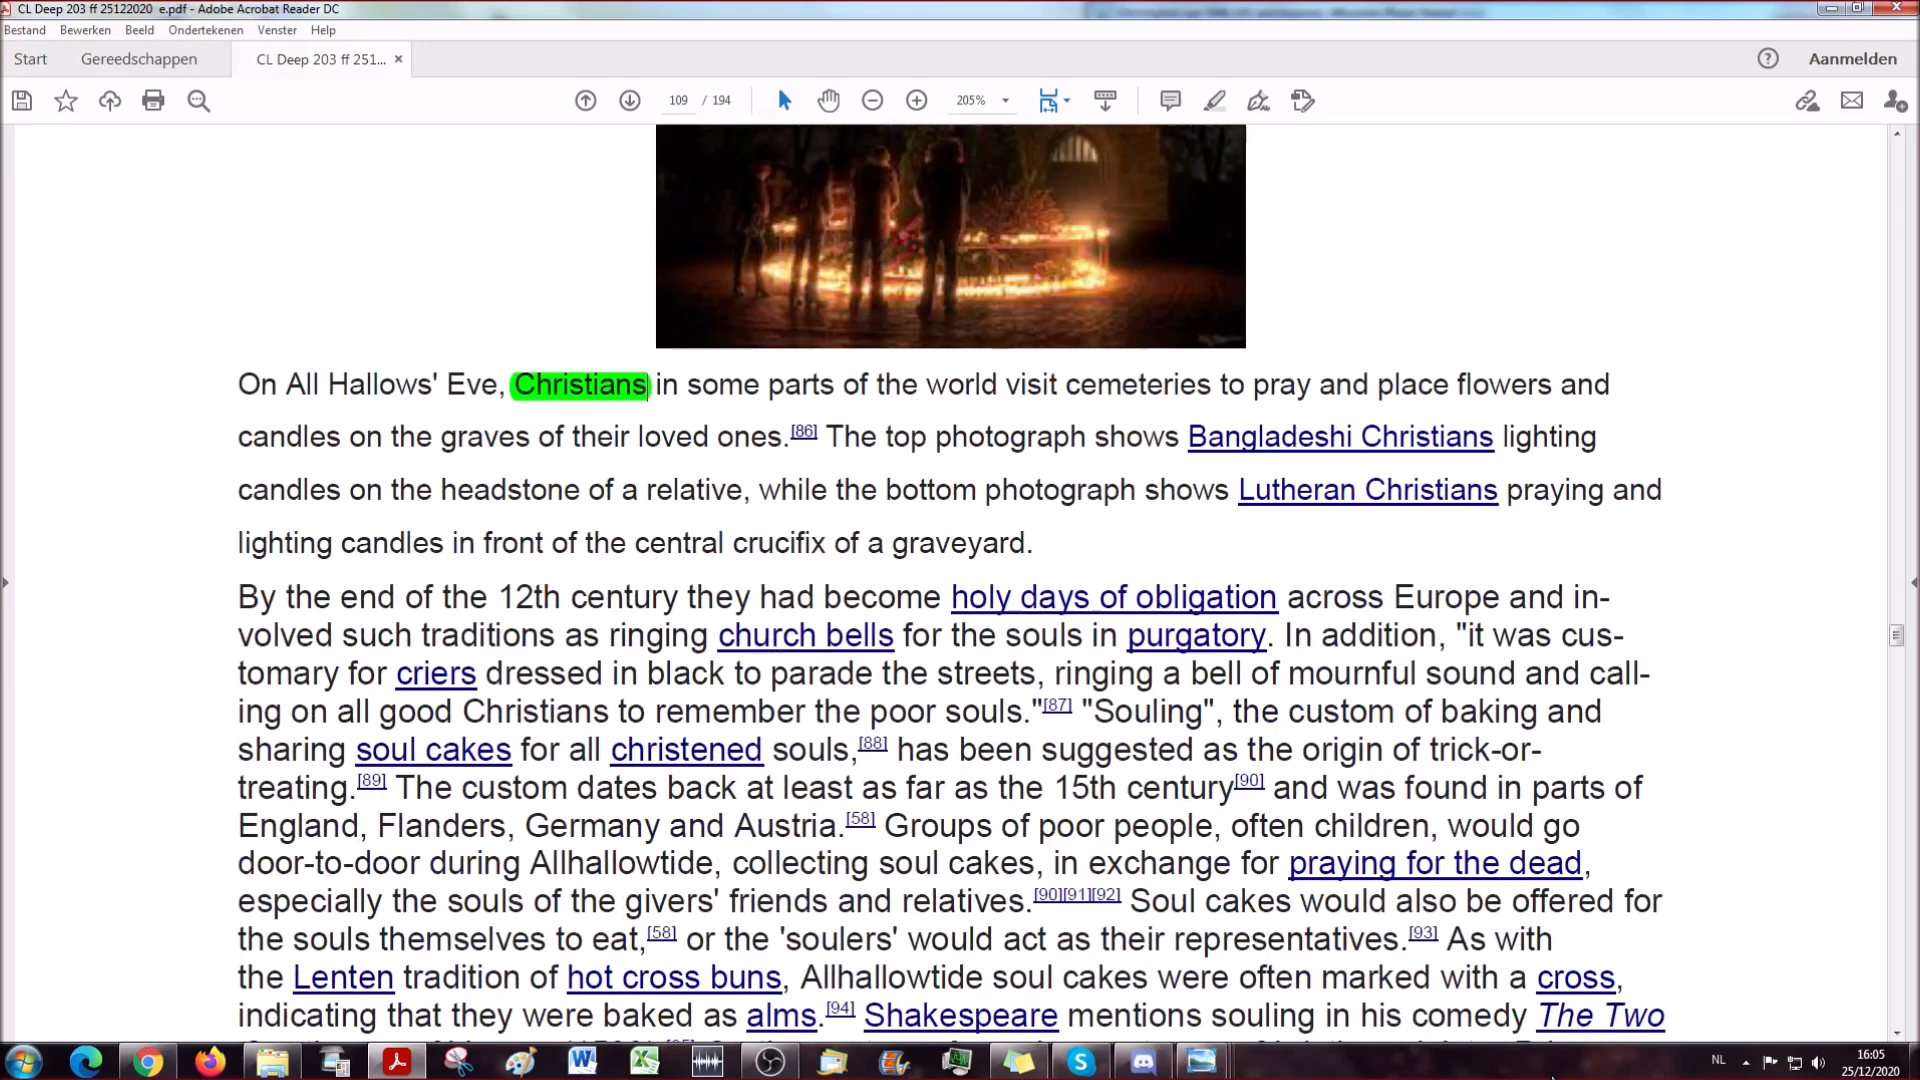 CL Deep 203 ff 25122020 e.pdf - Adobe Acrobat Reader DC
Bestand Bewerken Beeld Ondertekenen Venster Help
Start Gereedschappen CL Deep 203 ff 251... × Aanmelden
109 / 194 205%
On All Hallows' Eve, Christians in some parts of the world visit cemeteries to pray and place flowers and
candles on the graves of their loved ones.[86] The top photograph shows Bangladeshi Christians lighting
candles on the headstone of a relative, while the bottom photograph shows Lutheran Christians praying and
lighting candles in front of the central crucifix of a graveyard.
By the end of the 12th century they had become holy days of obligation across Europe and in-
volved such traditions as ringing church bells for the souls in purgatory. In addition, "it was cus-
tomary for criers dressed in black to parade the streets, ringing a bell of mournful sound and call-
ing on all good Christians to remember the poor souls."[87] "Souling", the custom of baking and
sharing soul cakes for all christened souls,[88] has been suggested as the origin of trick-or-
treating.[89] The custom dates back at least as far as the 15th century[90] and was found in parts of
England, Flanders, Germany and Austria.[58] Groups of poor people, often children, would go
door-to-door during Allhallowtide, collecting soul cakes, in exchange for praying for the dead,
especially the souls of the givers' friends and relatives.[90][91][92] Soul cakes would also be offered for
the souls themselves to eat,[58] or the 'soulers' would act as their representatives.[93] As with
the Lenten tradition of hot cross buns, Allhallowtide soul cakes were often marked with a cross,
indicating that they were baked as alms.[94] Shakespeare mentions souling in his comedy The Two
NL 16:05
25/12/2020